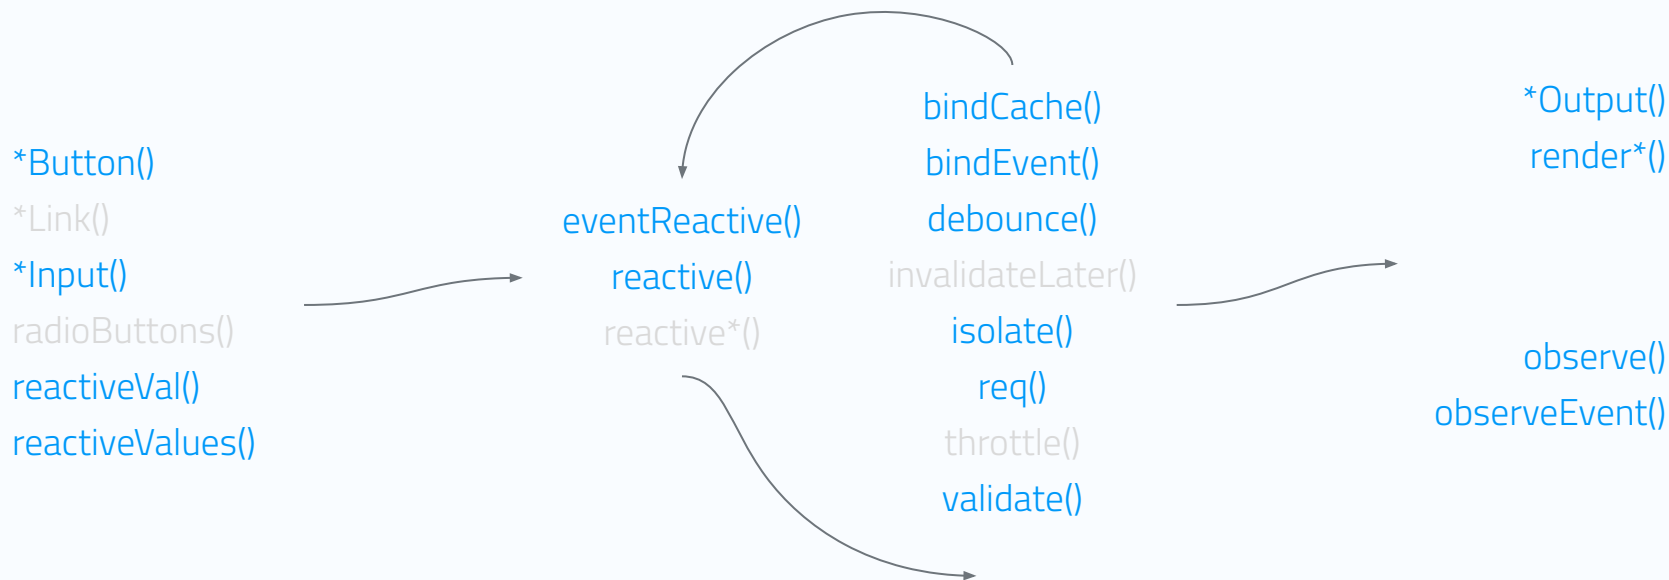 *Button()
*Link()
*Input()
radioButtons()
reactiveVal()
reactiveValues()
eventReactive()
reactive()
reactive*()
bindCache()
bindEvent()
debounce()
invalidateLater()
isolate()
req()
throttle()
validate()
*Output()
render*()
observe()
observeEvent()